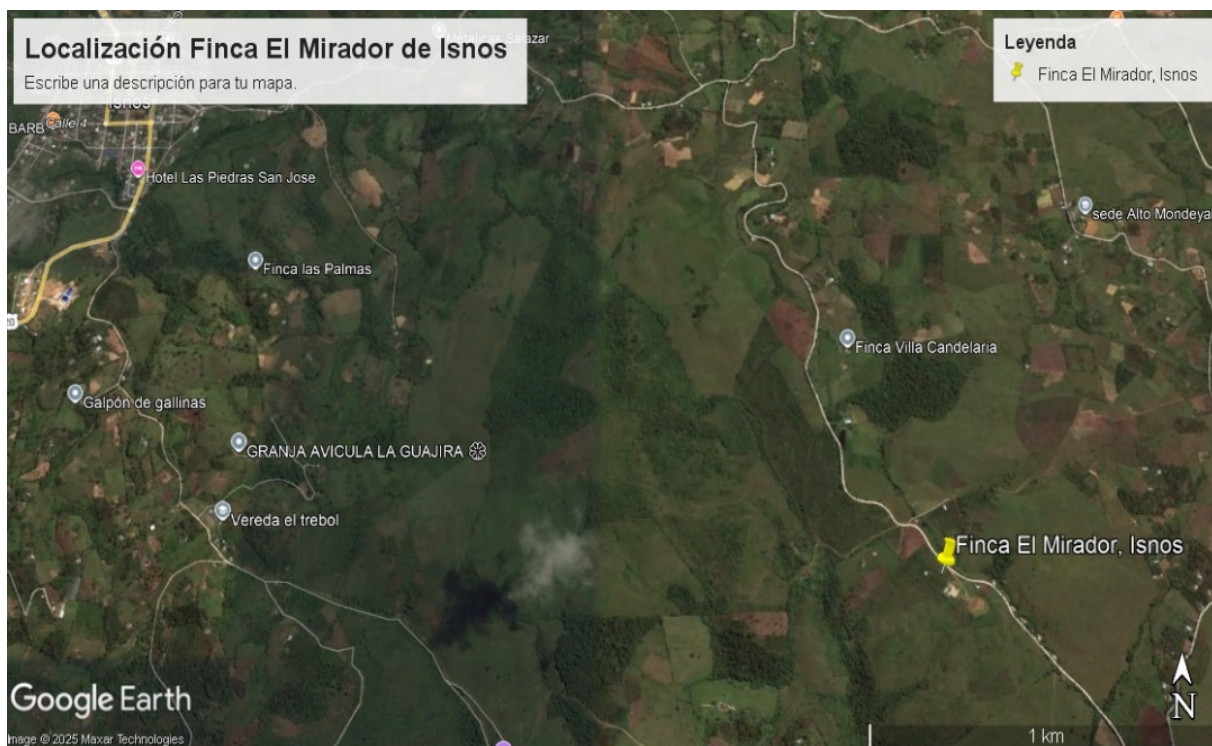 Localización Finca El Mirador de Isnos
Escribe una descripción para tu mapa.
Leyenda
Finca El Mirador, Isnos
Metalicas Salazar
Isnos
BARB
Calle 4
Hotel Las Piedras San Jose
sede Alto Mondeya
Finca las Palmas
20
Finca Villa Candelaria
Galpón de gallinas
GRANJA AVICULA LA GUAJIRA
Vereda el trebol
Finca El Mirador, Isnos
N
Google Earth
Image © 2025 Maxar Technologies
1 km